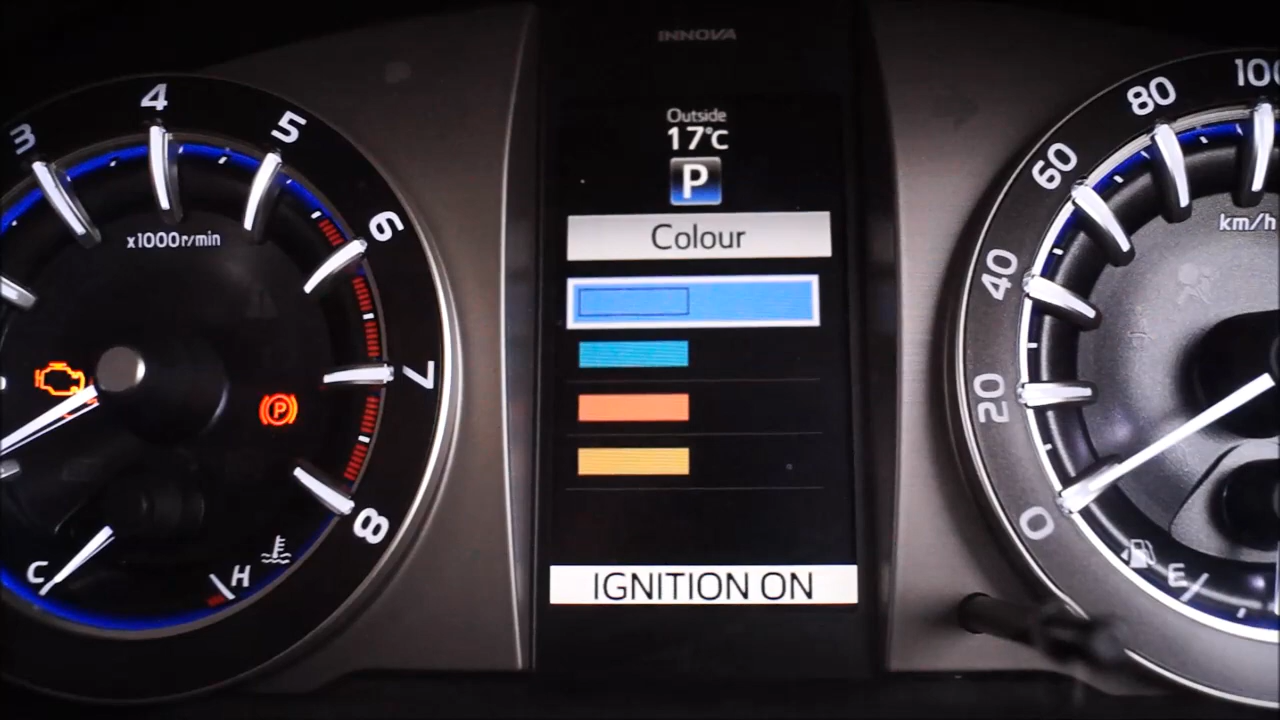 INNOVA
Outside
17°C
P
Colour
IGNITION ON
3
4
5
6
7
8
x1000r/min
P
C
H
0
20
40
60
80
100
km/h
E